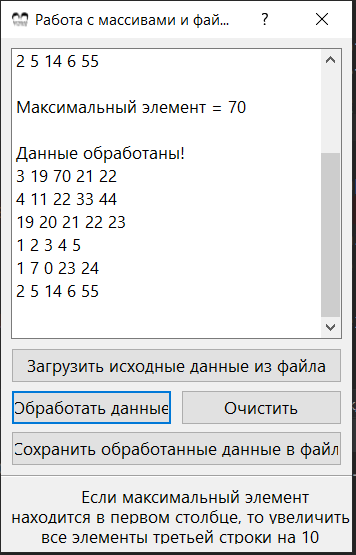 Работа с массивами и фай...
2 5 14 6 55
Максимальный элемент = 70
Данные обработаны!
3 19 70 21 22
4 11 22 33 44
19 20 21 22 23
1 2 3 4 5
1 7 0 23 24
2 5 14 6 55
Загрузить исходные данные из файла
Обработать данные
Очистить
Сохранить обработанные данные в файл
Если максимальный элемент
находится в первом столбце, то увеличить
все элементы третьей строки на 10